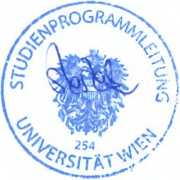 STUDIENPROGRAMMLEITUNG
254
UNIVERSITÄT WIEN